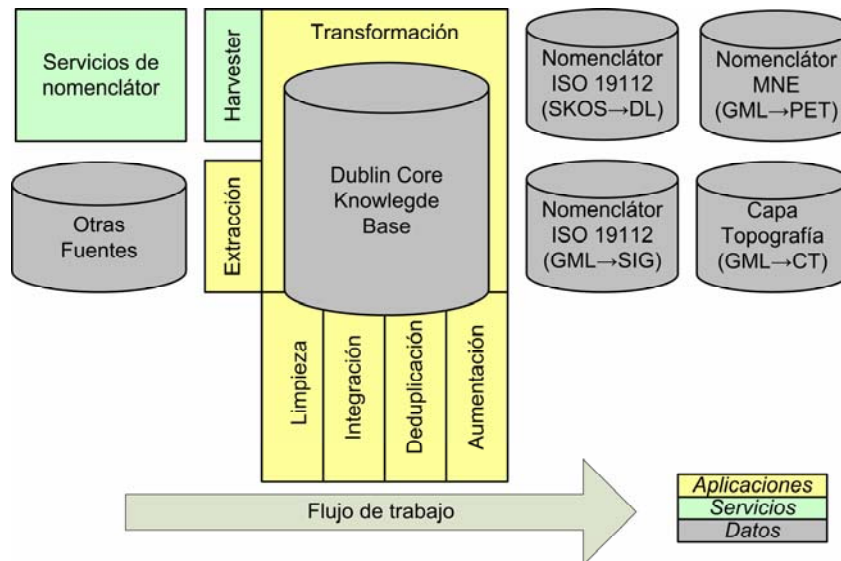 Servicios de
nomenclátor
Harvester
Transformación
Nomenclátor
ISO 19112
(SKOS→DL)
Nomenclátor
MNE
(GML→PET)
Otras
Fuentes
Extracción
Dublin Core
Knowlegde
Base
Nomenclátor
ISO 19112
(GML→SIG)
Capa
Topografía
(GML→CT)
Limpieza
Integración
Deduplicación
Aumentación
Flujo de trabajo
Aplicaciones
Servicios
Datos